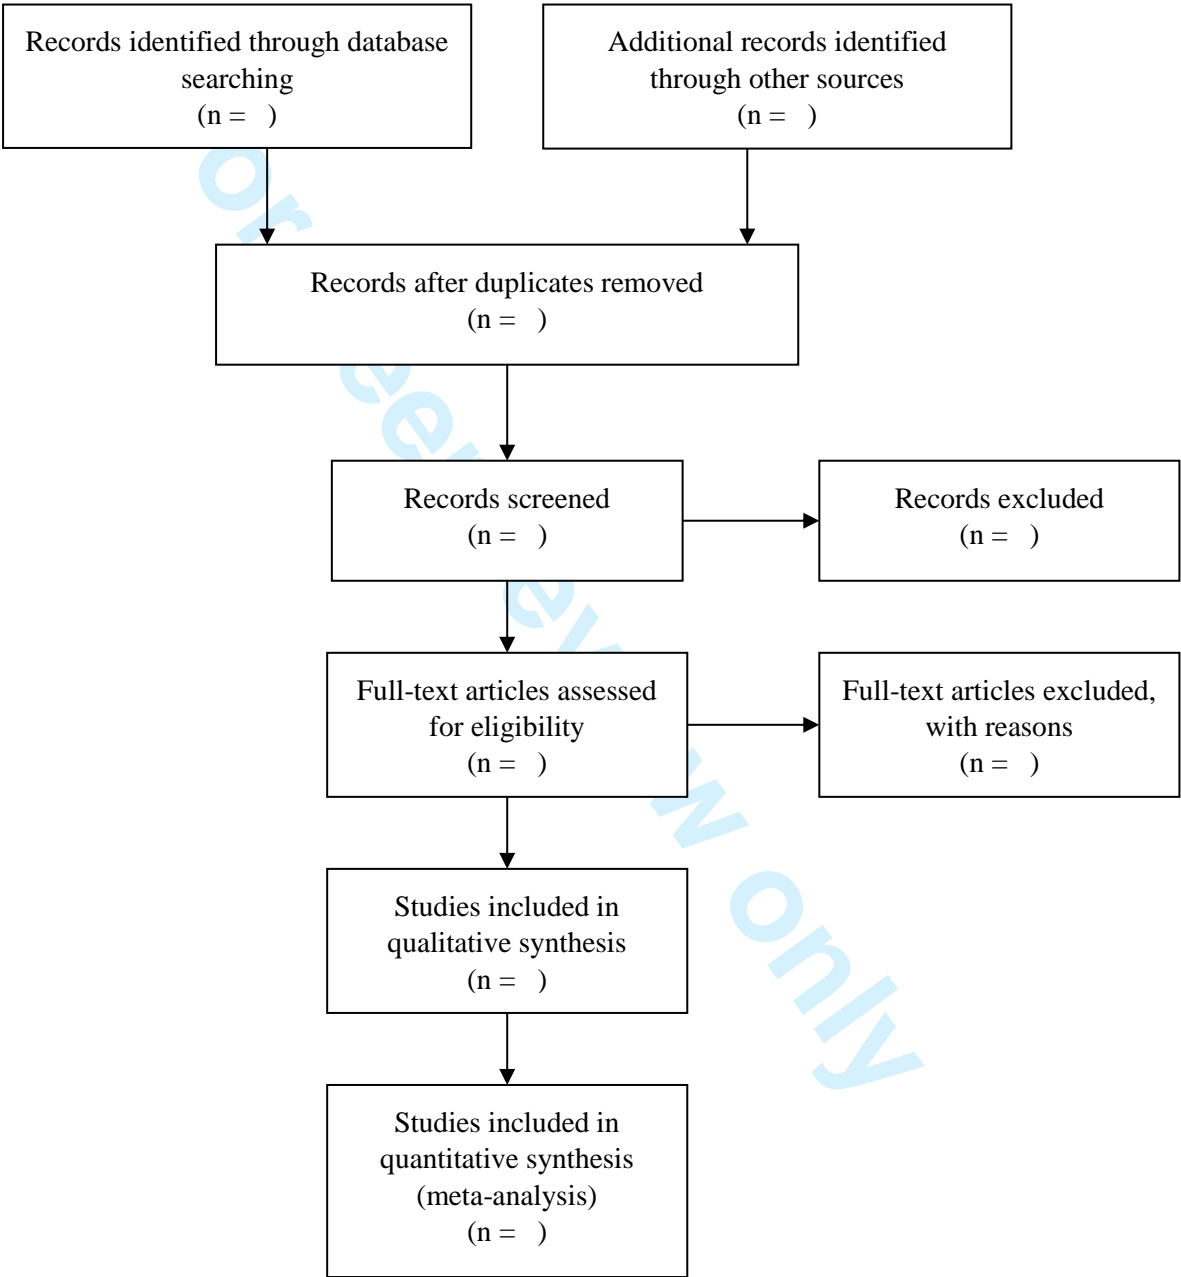 Records identified through database
searching
(n =   )
Additional records identified
through other sources
(n =   )
Records after duplicates removed
(n =   )
Records screened
(n =   )
Records excluded
(n =   )
Full-text articles assessed
for eligibility
(n =   )
Full-text articles excluded,
with reasons
(n =   )
Studies included in
qualitative synthesis
(n =   )
Studies included in
quantitative synthesis
(meta-analysis)
(n =   )
only